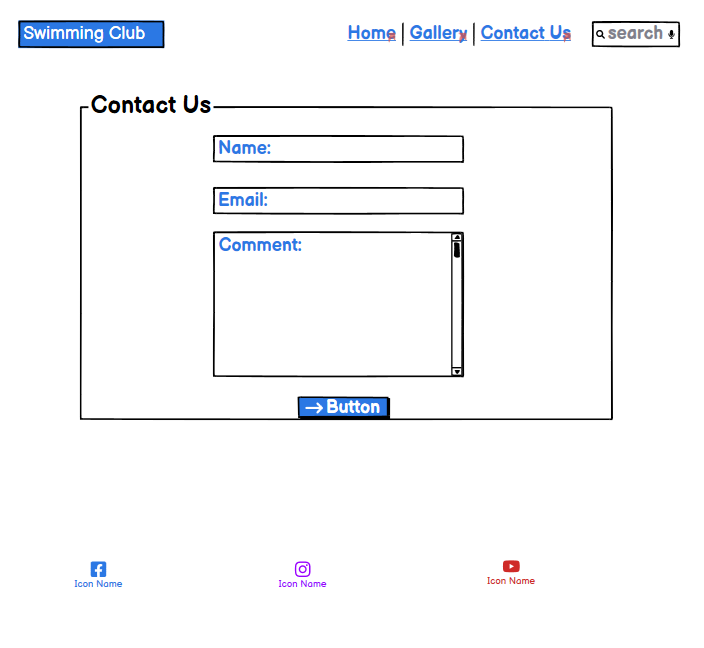 Swimming Club
Home | Gallery | Contact Us
search
Contact Us
Name:
Email:
Comment:
Button
Icon Name
Icon Name
Icon Name